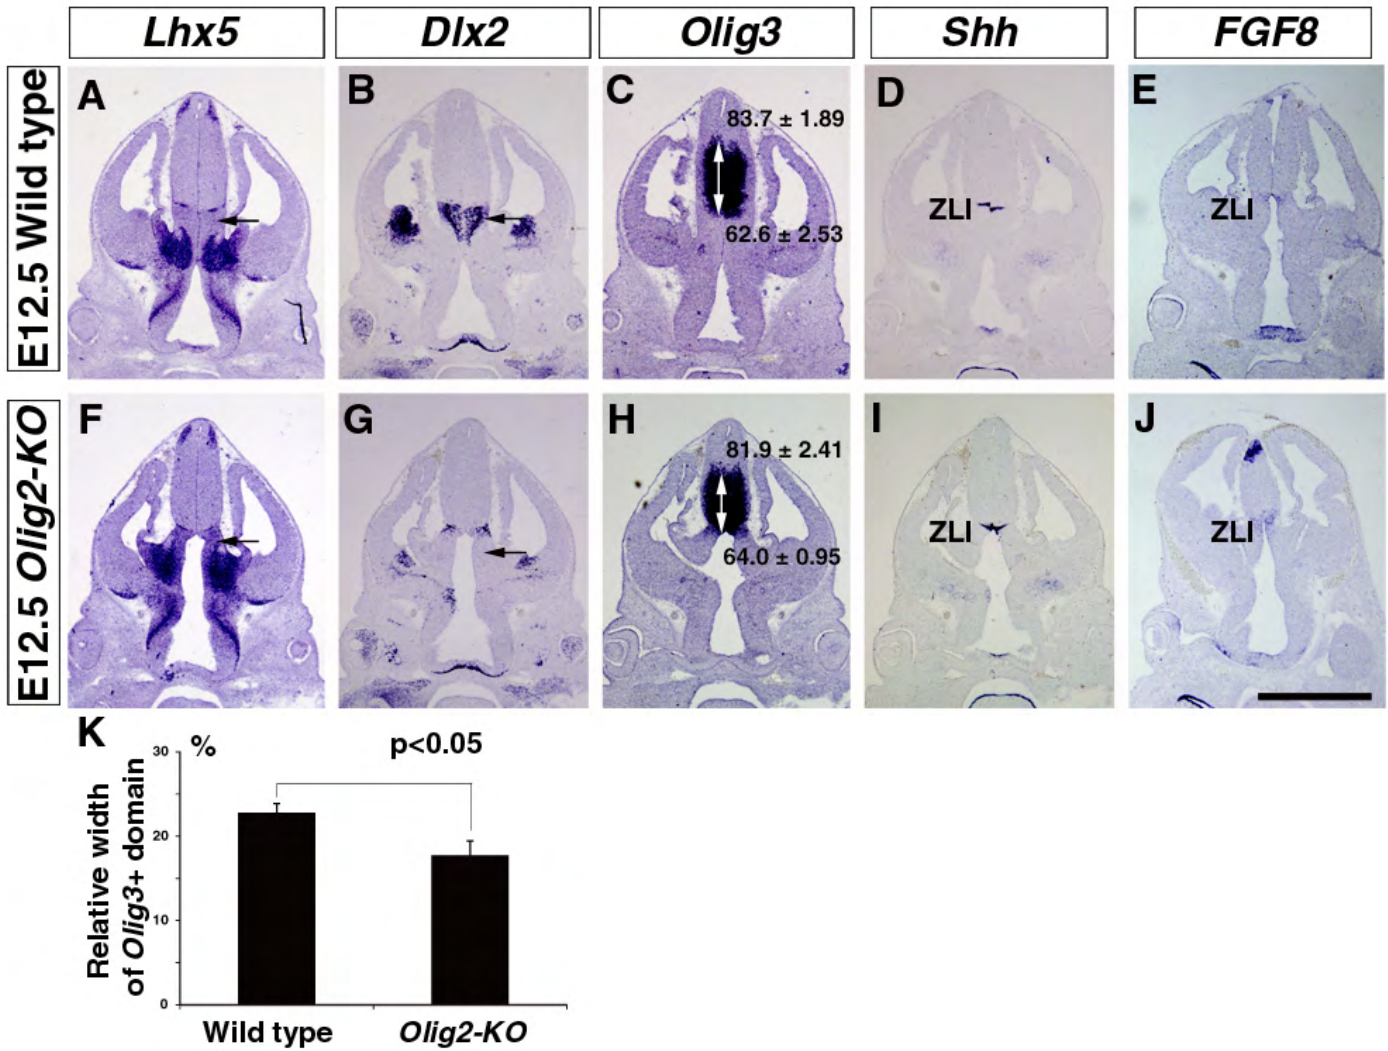 Lhx5 Dlx2 Olig3 Shh FGF8
E12.5 Wild type
A B C D E
83.7 ± 1.89
ZLI ZLI
62.6 ± 2.53
E12.5 Olig2-KO
F G H I J
81.9 ± 2.41
ZLI ZLI
64.0 ± 0.95
K
30 % p<0.05
20
10
0
Relative width
of Olig3+ domain
Wild type Olig2-KO